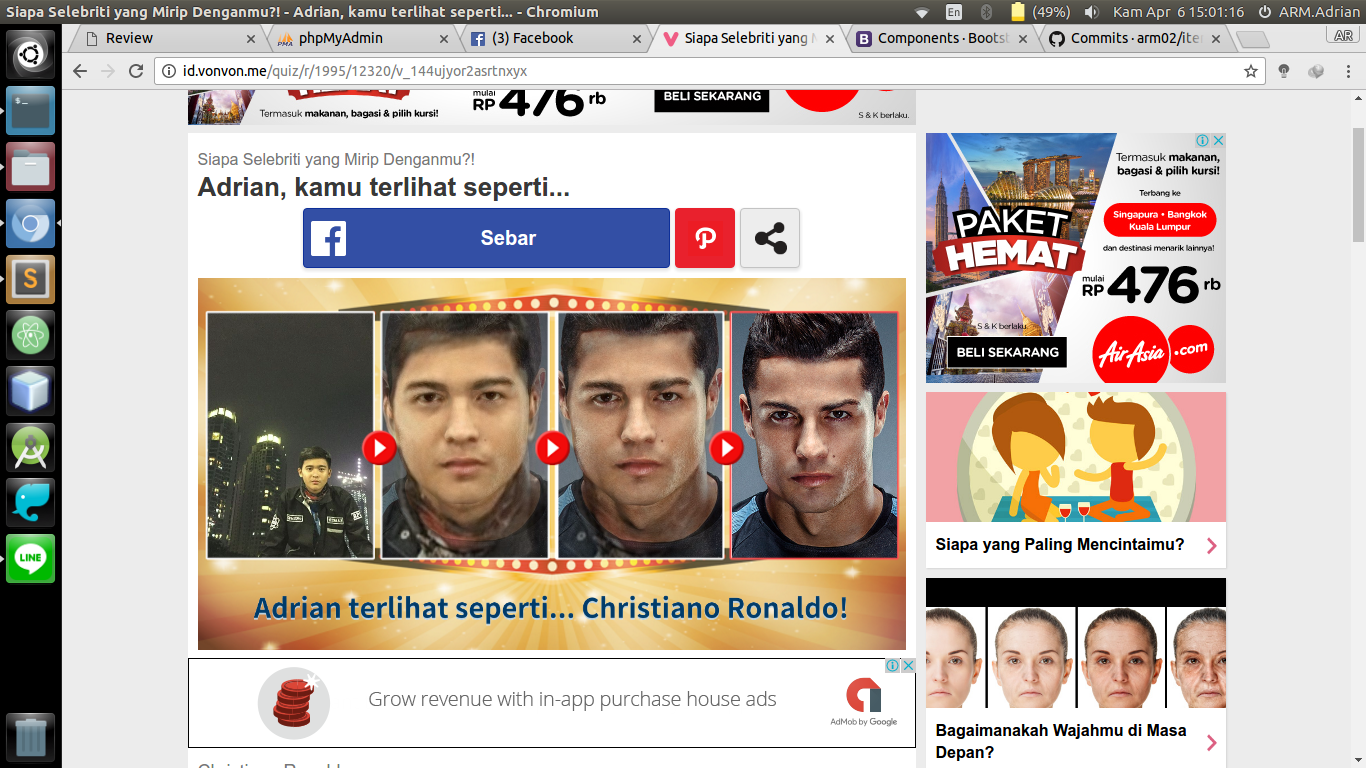 Siapa Selebriti yang Mirip Denganmu?! - Adrian, kamu terlihat seperti... - Chromium
En
(49%)
Kam Apr 6 15:01:16
ARM.Adrian
Review
phpMyAdmin
(3) Facebook
Siapa Selebriti yang
Components · Bootst
Commits · arm02/ite
AR
id.vonvon.me/quiz/r/1995/12320/v_144ujyor2asrtnxyx
Termasuk makanan, bagasi & pilih kursi!
mulai
RP 476 rb
BELI SEKARANG
S & K berlaku.
Siapa Selebriti yang Mirip Denganmu?!
Adrian, kamu terlihat seperti...
Sebar
Adrian terlihat seperti... Christiano Ronaldo!
Grow revenue with in-app purchase house ads
AdMob by Google
Termasuk makanan,
bagasi & pilih kursi!
Terbang ke
Singapura • Bangkok
Kuala Lumpur
dan destinasi menarik lainnya!
PAKET
HEMAT
mulai
RP 476 rb
S & K berlaku.
BELI SEKARANG
AirAsia .com
Siapa yang Paling Mencintaimu?
Bagaimanakah Wajahmu di Masa
Depan?
LINE